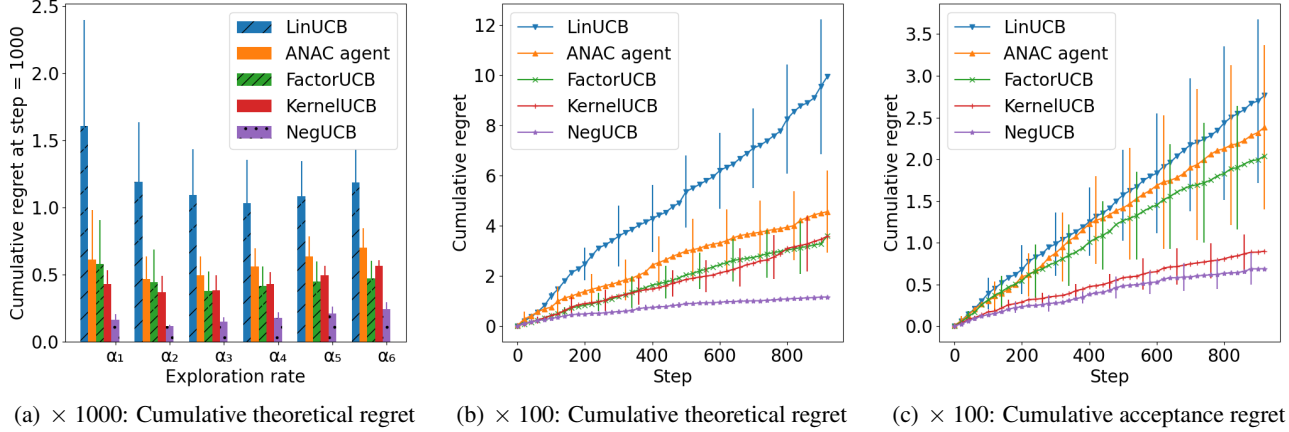 2.5
2.0
1.5
1.0
0.5
0.0
Cumulative regret at step = 1000
LinUCB
ANAC agent
FactorUCB
KernelUCB
NegUCB
α₁ α₂ α₃ α₄ α₅ α₆
Exploration rate
(a) × 1000: Cumulative theoretical regret
12
10
8
6
4
2
0
Cumulative regret
LinUCB
ANAC agent
FactorUCB
KernelUCB
NegUCB
0 200 400 600 800
Step
(b) × 100: Cumulative theoretical regret
3.5
3.0
2.5
2.0
1.5
1.0
0.5
0.0
Cumulative regret
LinUCB
ANAC agent
FactorUCB
KernelUCB
NegUCB
0 200 400 600 800
Step
(c) × 100: Cumulative acceptance regret